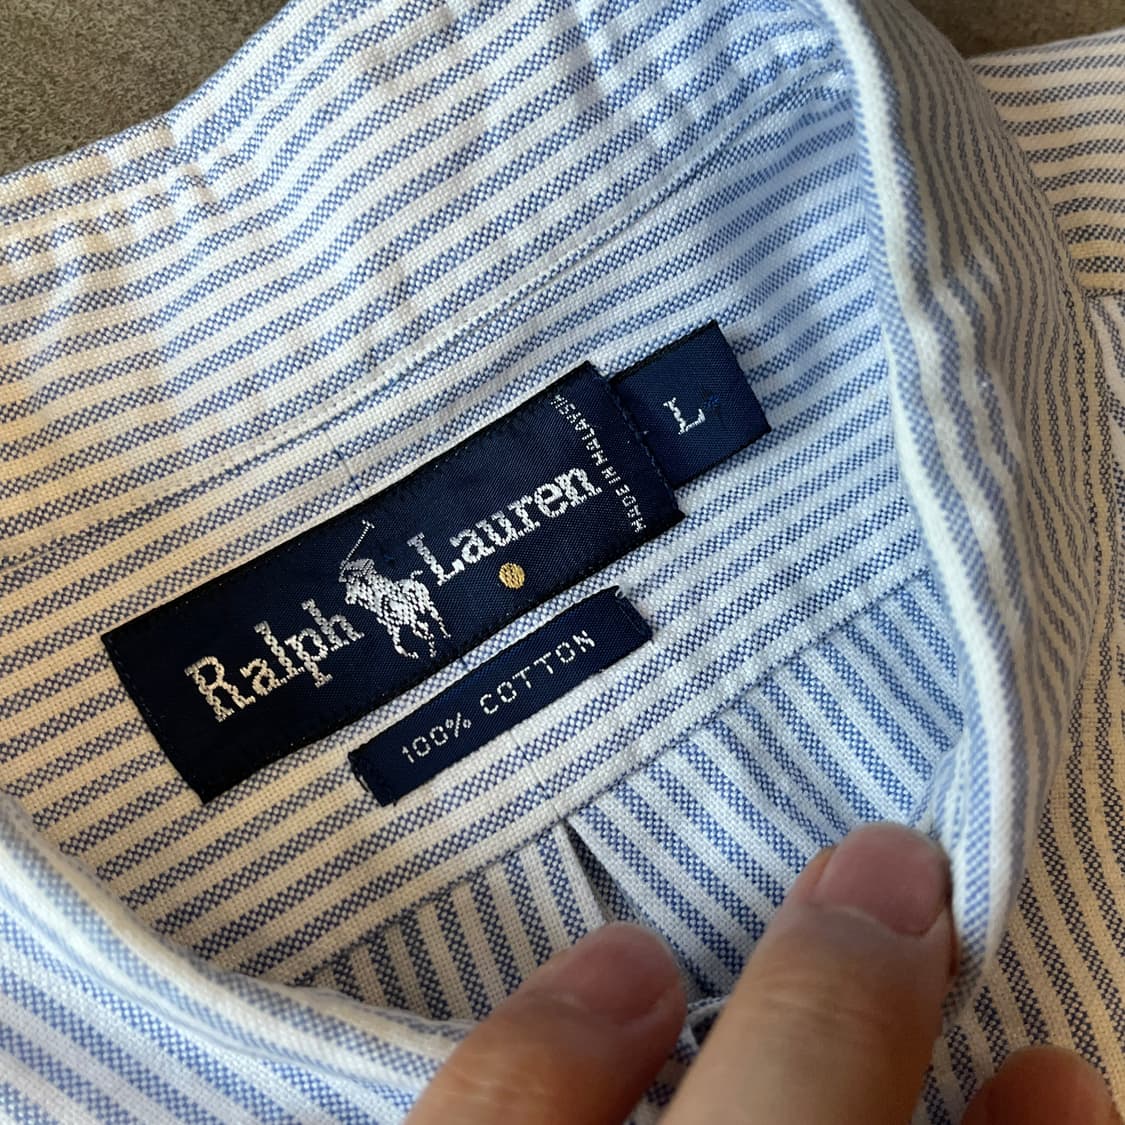 Ralph Lauren
MADE IN MALAYSIA
L
100% COTTON